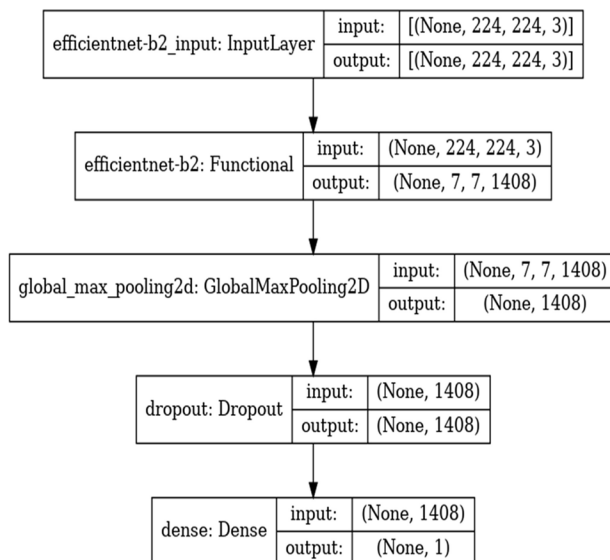 efficientnet-b2_input: InputLayer
input: [(None, 224, 224, 3)]
output: [(None, 224, 224, 3)]
efficientnet-b2: Functional
input: (None, 224, 224, 3)
output: (None, 7, 7, 1408)
global_max_pooling2d: GlobalMaxPooling2D
input: (None, 7, 7, 1408)
output: (None, 1408)
dropout: Dropout
input: (None, 1408)
output: (None, 1408)
dense: Dense
input: (None, 1408)
output: (None, 1)